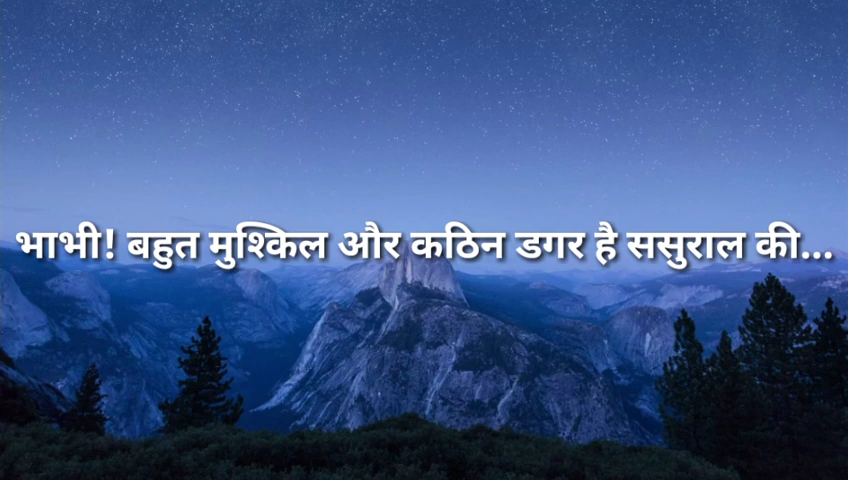 भाभी! बहुत मुश्किल और कठिन डगर है ससुराल की...